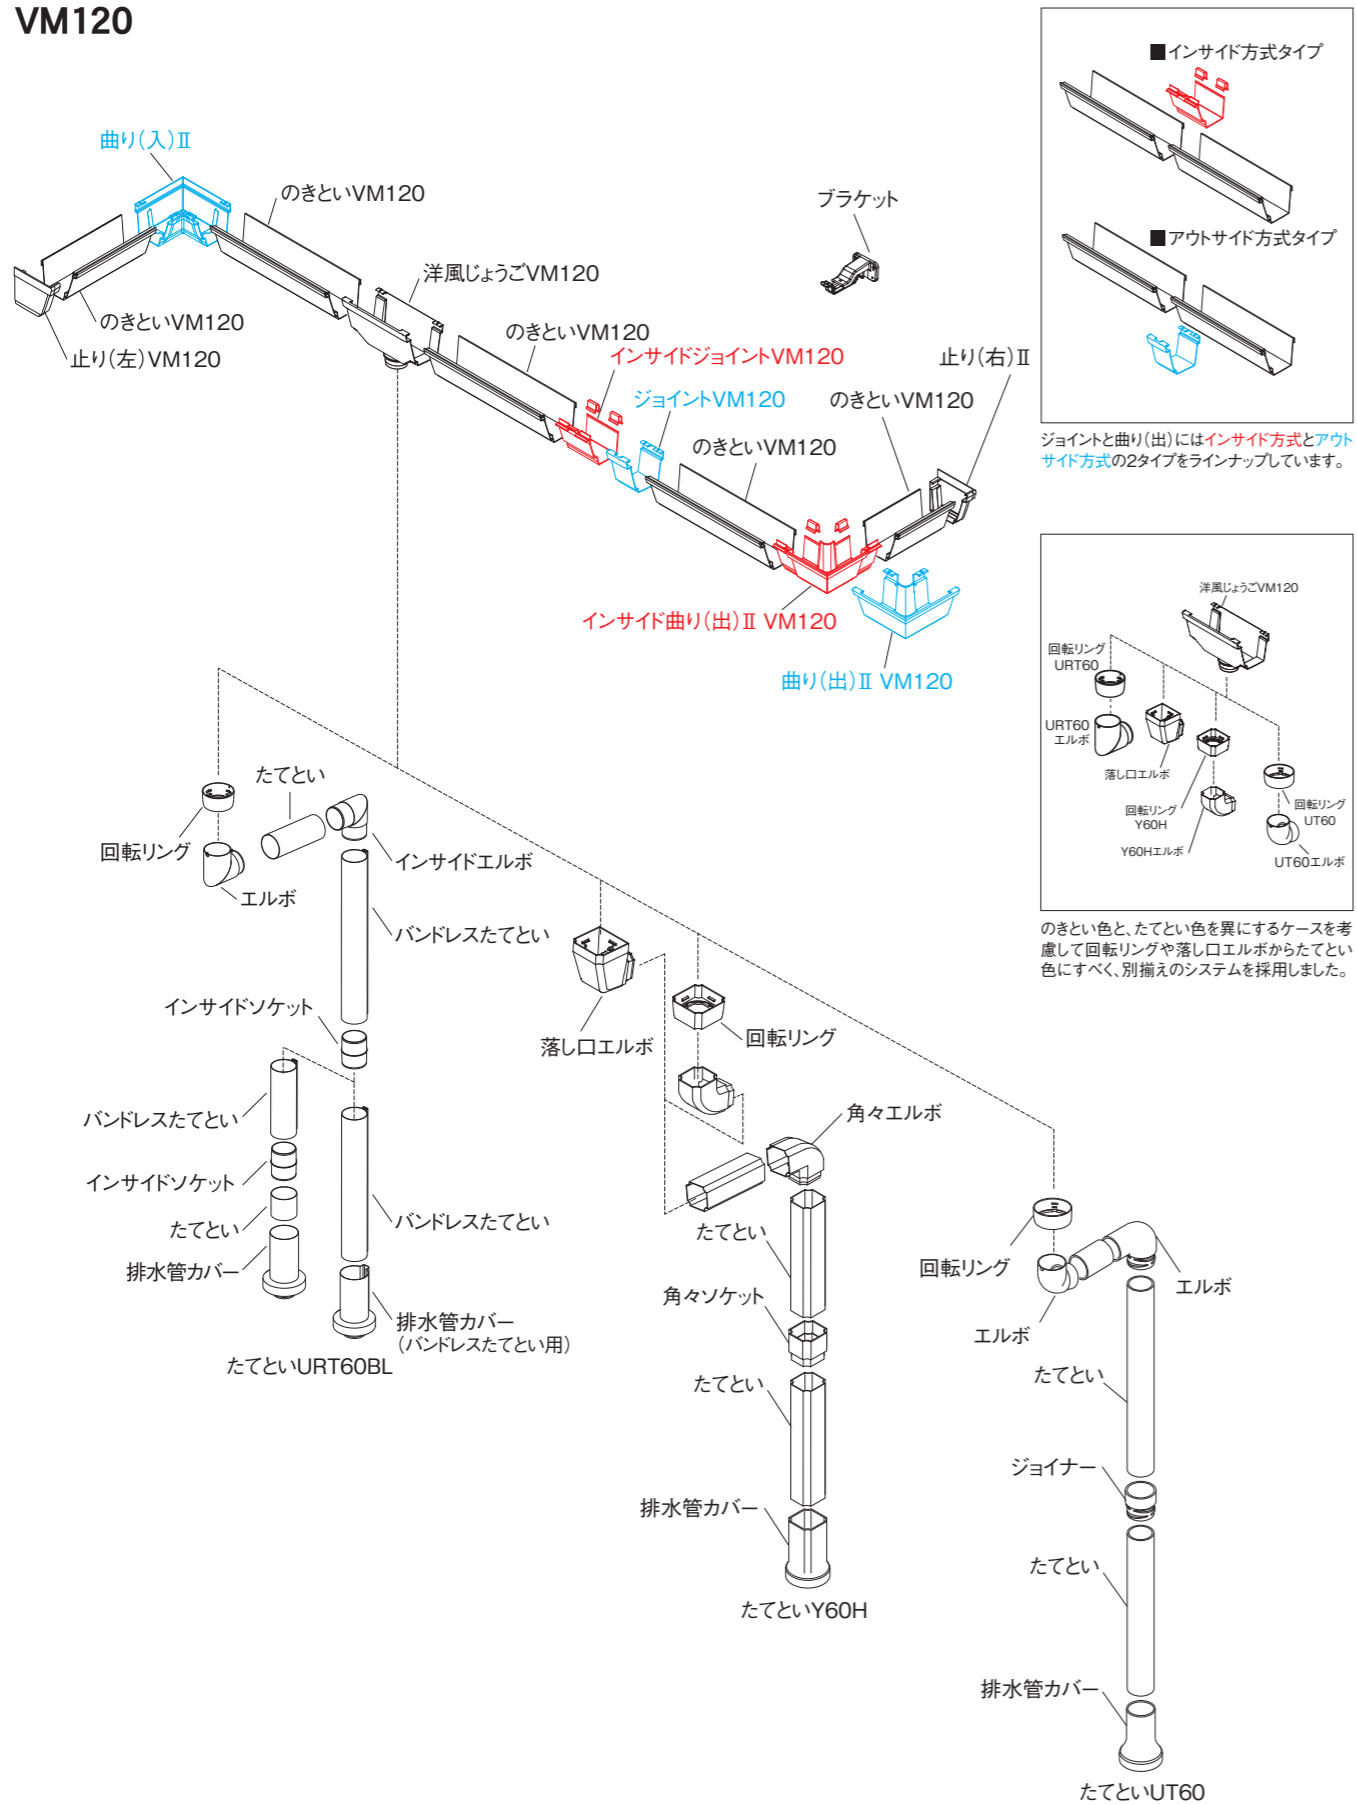 VM120
曲り(入)Ⅱ
のきといVM120
洋風じょうごVM120
のきといVM120
止り(左)VM120
のきといVM120
インサイドジョイントVM120
ジョイントVM120
のきといVM120
ブラケット
止り(右)Ⅱ
のきといVM120
インサイド曲り(出)Ⅱ VM120
曲り(出)Ⅱ VM120
■インサイド方式タイプ
■アウトサイド方式タイプ
ジョイントと曲り(出)にはインサイド方式とアウト
サイド方式の2タイプをラインナップしています。
洋風じょうごVM120
回転リング
URT60
URT60
エルボ
落し口エルボ
回転リング
Y60H
Y60Hエルボ
回転リング
UT60
UT60エルボ
のきとい色と、たてとい色を異にするケースを考
慮して回転リングや落し口エルボからたてとい
色にすべく、別揃えのシステムを採用しました。
たてとい
回転リング
エルボ
インサイドエルボ
バンドレスたてとい
インサイドソケット
バンドレスたてとい
インサイドソケット
たてとい
排水管カバー
バンドレスたてとい
排水管カバー
(バンドレスたてとい用)
たてといURT60BL
落し口エルボ
回転リング
角々エルボ
たてとい
角々ソケット
たてとい
排水管カバー
たてといY60H
回転リング
エルボ
エルボ
たてとい
ジョイナー
たてとい
排水管カバー
たてといUT60